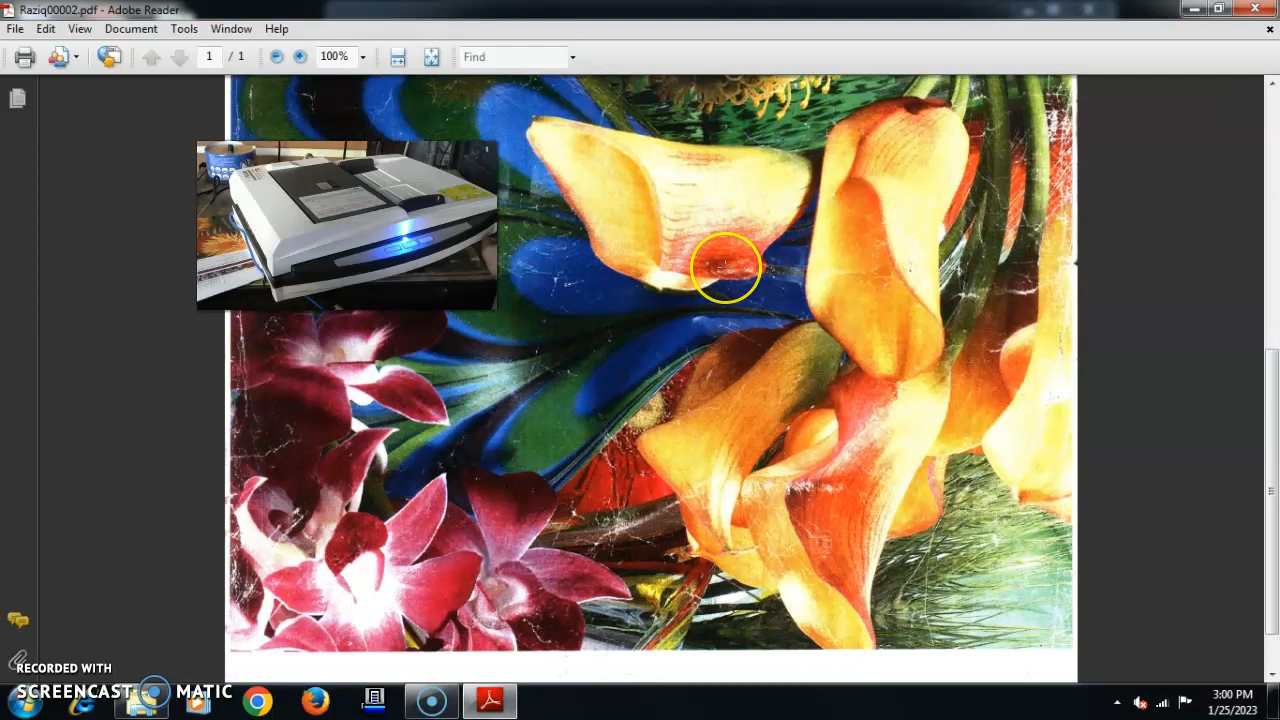 Raziq00002.pdf - Adobe Reader
File Edit View Document Tools Window Help
1 / 1 100% Find
RECORDED WITH
SCREENCAST MATIC
3:00 PM
1/25/2023